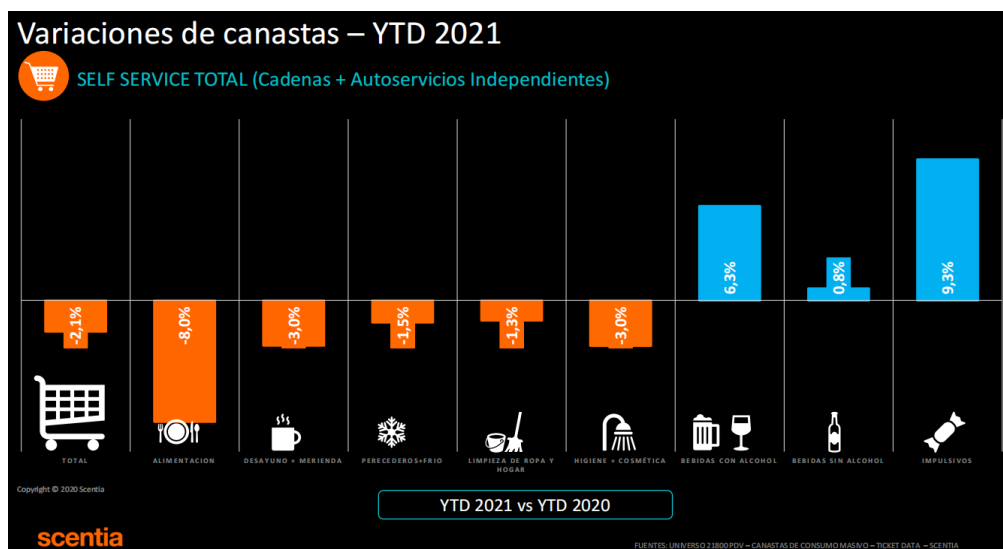 Variaciones de canastas – YTD 2021
SELF SERVICE TOTAL (Cadenas + Autoservicios Independientes)
-2,1%
-8,0%
-3,0%
-1,5%
-1,3%
-3,0%
6,3%
0,8%
9,3%
TOTAL
ALIMENTACION
DESAYUNO + MERIENDA
PERECEDEROS+FRIO
LIMPIEZA DE ROPA Y
HOGAR
HIGIENE + COSMÉTICA
BEBIDAS CON ALCOHOL
BEBIDAS SIN ALCOHOL
IMPULSIVOS
Copyright © 2020 Scentia
YTD 2021 vs YTD 2020
scentia
FUENTES: UNIVERSO 21800 PDV – CANASTAS DE CONSUMO MASIVO – TICKET DATA – SCENTIA